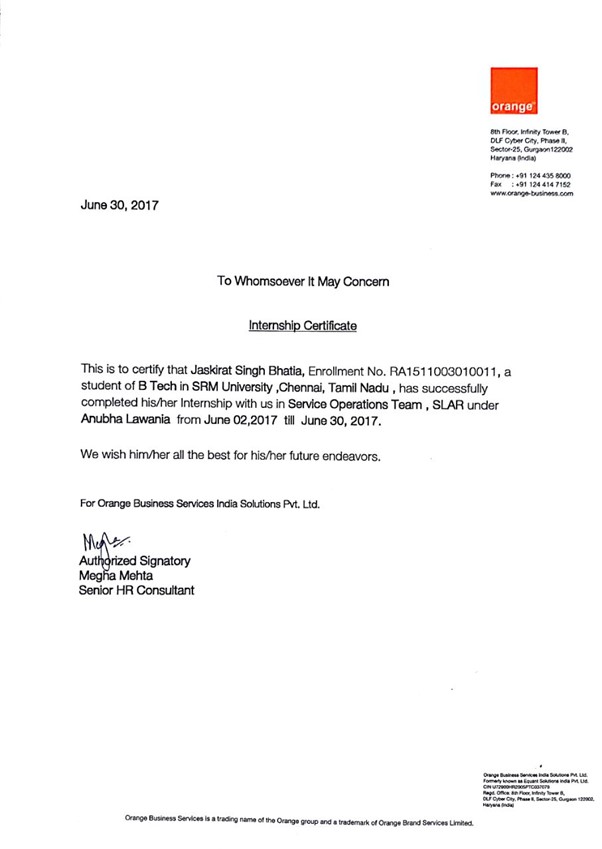 orange
8th Floor, Infinity Tower B,
DLF Cyber City, Phase II,
Sector-25, Gurgaon122002
Haryana (India)
Phone : +91 124 435 8000
Fax : +91 124 414 7152
www.orange-business.com
June 30, 2017
To Whomsoever It May Concern
Internship Certificate
This is to certify that Jaskirat Singh Bhatia, Enrollment No. RA1511003010011, a
student of B Tech in SRM University ,Chennai, Tamil Nadu , has successfully
completed his/her Internship with us in Service Operations Team , SLAR under
Anubha Lawania from June 02,2017 till June 30, 2017.
We wish him/her all the best for his/her future endeavors.
For Orange Business Services India Solutions Pvt. Ltd.
Authorized Signatory
Megha Mehta
Senior HR Consultant
Orange Business Services India Solutions Pvt. Ltd.
Formerly known as Equant Solutions India Pvt. Ltd.
CIN
Regd. Office: 8th Floor, Infinity Tower B,
DLF Cyber City, Phase II, Sector-25, Gurgaon 122002,
Haryana (India)
Orange Business Services is a trading name of the Orange group and a trademark of Orange Brand Services Limited.